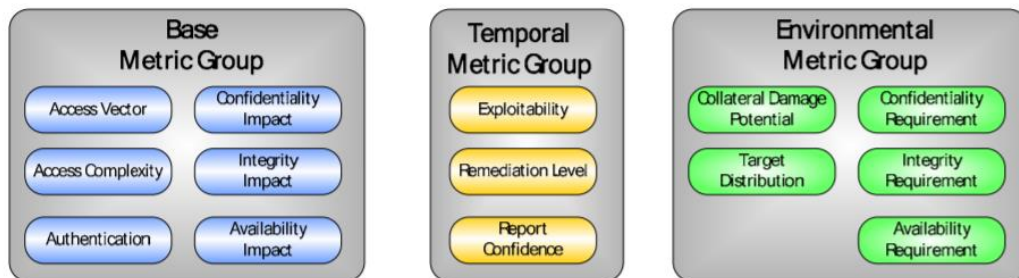 Base
Metric Group
Access Vector
Confidentiality
Impact
Access Complexity
Integrity
Impact
Authentication
Availability
Impact
Temporal
Metric Group
Exploitability
Remediation Level
Report
Confidence
Environmental
Metric Group
Collateral Damage
Potential
Confidentiality
Requirement
Target
Distribution
Integrity
Requirement
Availability
Requirement